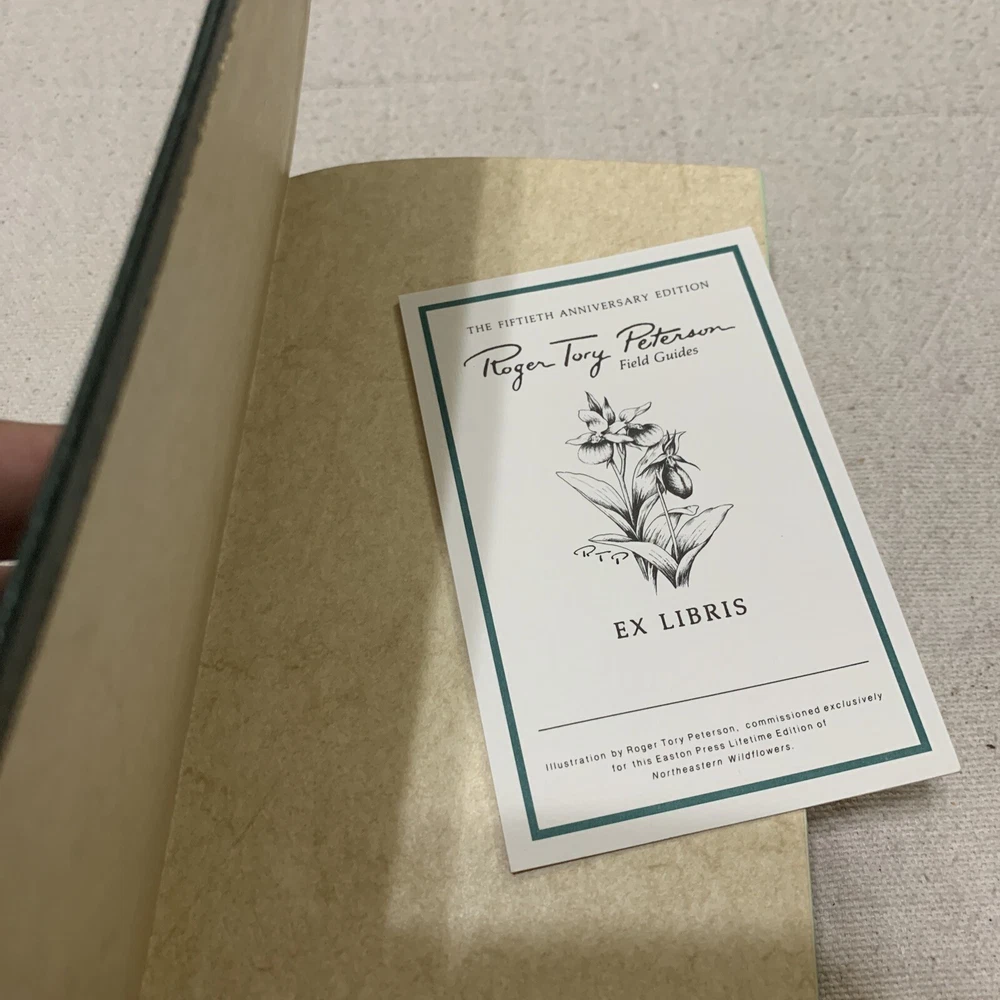 THE FIFTIETH ANNIVERSARY EDITION
Roger Tory Peterson
Field Guides
RTP
EX LIBRIS
Illustration by Roger Tory Peterson, commissioned exclusively
for this Easton Press Lifetime Edition of
Northeastern Wildflowers.